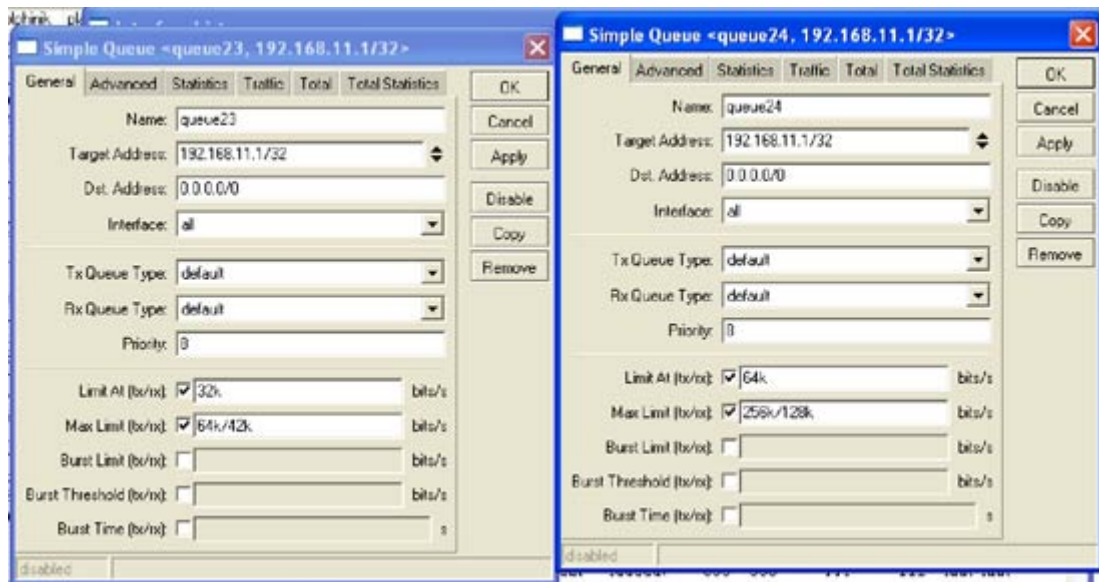 Simple Queue <queue23, 192.168.11.1/32>
General Advanced Statistics Traffic Total Total Statistics
Name: queue23
Target Address: 192.168.11.1/32
Dst. Address: 0.0.0.0/0
Interface: all
Tx Queue Type: default
Rx Queue Type: default
Priority: 8
Limit At (tx/rx): 32k bits/s
Max Limit (tx/rx): 64k/42k bits/s
Burst Limit (tx/rx): bits/s
Burst Threshold (tx/rx): bits/s
Burst Time (tx/rx): s
disabled
OK
Cancel
Apply
Disable
Copy
Remove
Simple Queue <queue24, 192.168.11.1/32>
General Advanced Statistics Traffic Total Total Statistics
Name: queue24
Target Address: 192.168.11.1/32
Dst. Address: 0.0.0.0/0
Interface: all
Tx Queue Type: default
Rx Queue Type: default
Priority: 8
Limit At (tx/rx): 64k bits/s
Max Limit (tx/rx): 256k/128k bits/s
Burst Limit (tx/rx): bits/s
Burst Threshold (tx/rx): bits/s
Burst Time (tx/rx): s
disabled
OK
Cancel
Apply
Disable
Copy
Remove